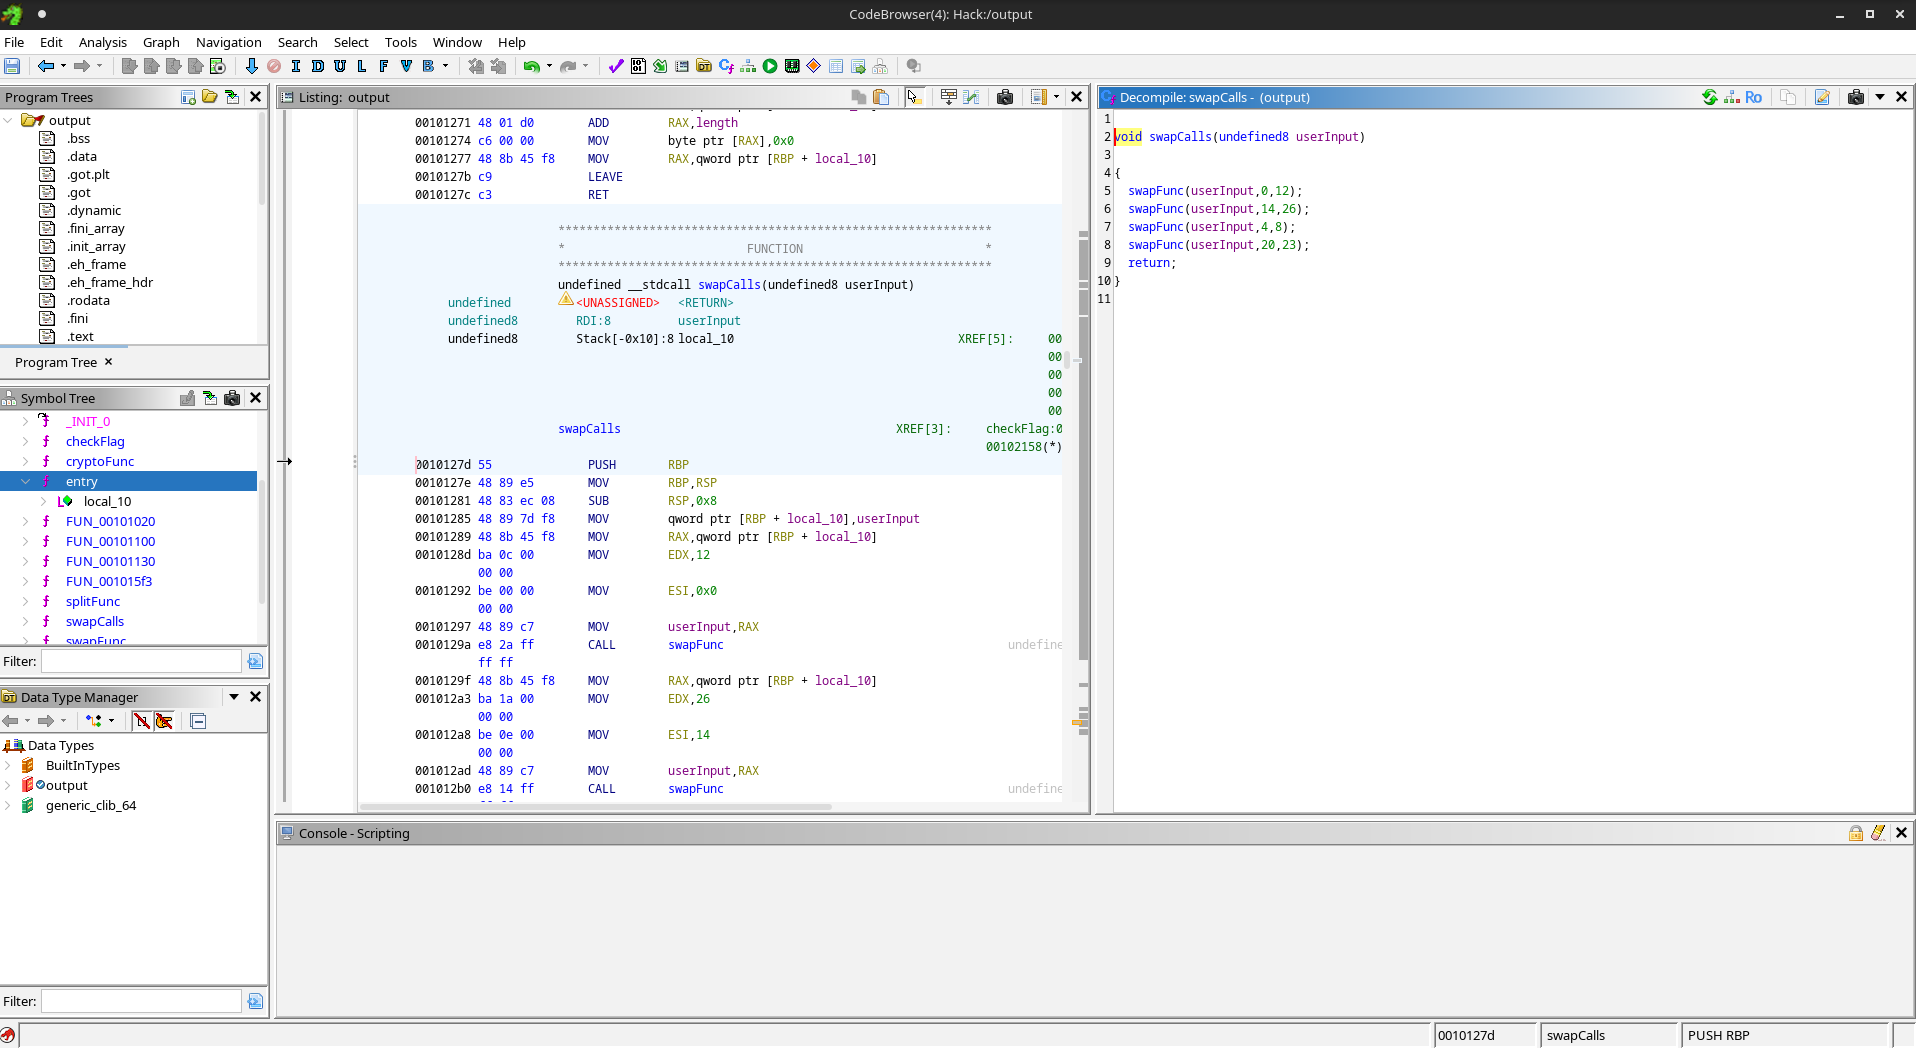 CodeBrowser(4): Hack:/output
File Edit Analysis Graph Navigation Search Select Tools Window Help
I D U L F V B
Program Trees
output
.bss
.data
.got.plt
.got
.dynamic
.fini_array
.init_array
.eh_frame
.eh_frame_hdr
.rodata
.fini
.text
Program Tree
Symbol Tree
_INIT_0
checkFlag
cryptoFunc
entry
local_10
FUN_00101020
FUN_00101100
FUN_00101130
FUN_001015f3
splitFunc
swapCalls
swapFunc
Filter:
Data Type Manager
Data Types
BuiltInTypes
output
generic_clib_64
Filter:
Listing: output
00101271 48 01 d0 ADD RAX,length
00101274 c6 00 00 MOV byte ptr [RAX],0x0
00101277 48 8b 45 f8 MOV RAX,qword ptr [RBP + local_10]
0010127b c9 LEAVE
0010127c c3 RET
**************************************************************
* FUNCTION *
**************************************************************
undefined __stdcall swapCalls(undefined8 userInput)
undefined <UNASSIGNED> <RETURN>
undefined8 RDI:8 userInput
undefined8 Stack[-0x10]:8 local_10 XREF[5]: 00
00
00
00
00
swapCalls XREF[3]: checkFlag:0
00102158(*)
0010127d 55 PUSH RBP
0010127e 48 89 e5 MOV RBP,RSP
00101281 48 83 ec 08 SUB RSP,0x8
00101285 48 89 7d f8 MOV qword ptr [RBP + local_10],userInput
00101289 48 8b 45 f8 MOV RAX,qword ptr [RBP + local_10]
0010128d ba 0c 00 MOV EDX,12
00 00
00101292 be 00 00 MOV ESI,0x0
00 00
00101297 48 89 c7 MOV userInput,RAX
0010129a e8 2a ff CALL swapFunc undefine
ff ff
0010129f 48 8b 45 f8 MOV RAX,qword ptr [RBP + local_10]
001012a3 ba 1a 00 MOV EDX,26
00 00
001012a8 be 0e 00 MOV ESI,14
00 00
001012ad 48 89 c7 MOV userInput,RAX
001012b0 e8 14 ff CALL swapFunc undefine
Decompile: swapCalls - (output)
Ro
1
2 void swapCalls(undefined8 userInput)
3
4 {
5 swapFunc(userInput,0,12);
6 swapFunc(userInput,14,26);
7 swapFunc(userInput,4,8);
8 swapFunc(userInput,20,23);
9 return;
10 }
11
Console - Scripting
0010127d swapCalls PUSH RBP